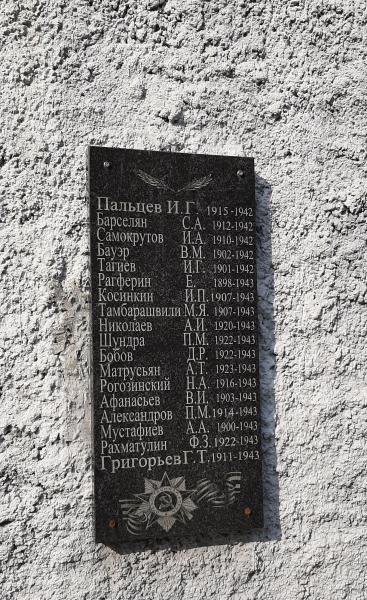 Пальцев И.Г. 1915-1942
Барселян С.А. 1912-1942
Самокрутов И.А. 1910-1942
Бауэр В.М. 1902-1942
Тагиев И.Г. 1901-1942
Рагферин Е. 1898-1943
Косинкин И.П. 1907-1943
Тамбарашвили М.Я. 1907-1943
Николаев А.И. 1920-1943
Шундра П.М. 1922-1943
Бобов Д.Р. 1922-1943
Матрусьян А.Т. 1923-1943
Рогозинский Н.А. 1916-1943
Афанасьев В.И. 1903-1943
Александров П.М. 1914-1943
Мустафиев А.А. 1900-1943
Рахматулин Ф.З. 1922-1943
Григорьев Г.Т. 1911-1943